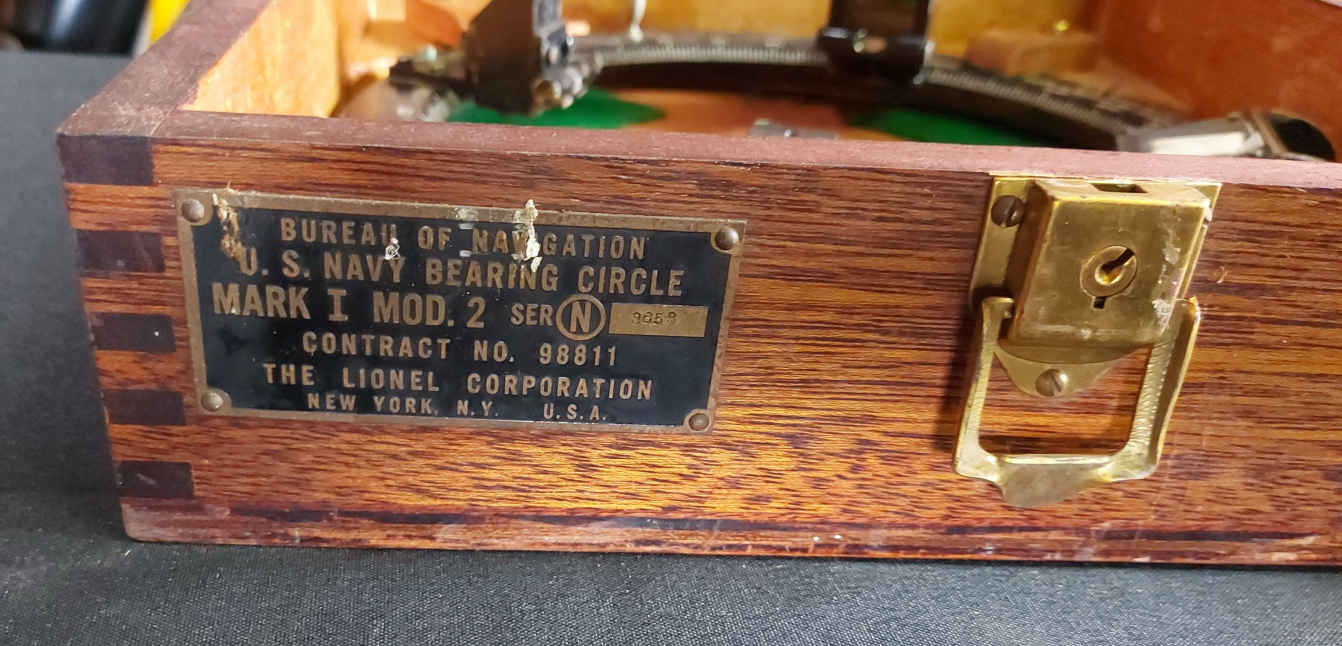 BUREAU OF NAVIGATION
U. S. NAVY BEARING CIRCLE
MARK I MOD. 2 SER N
CONTRACT NO. 98811
THE LIONEL CORPORATION
NEW YORK, N.Y. U.S.A.